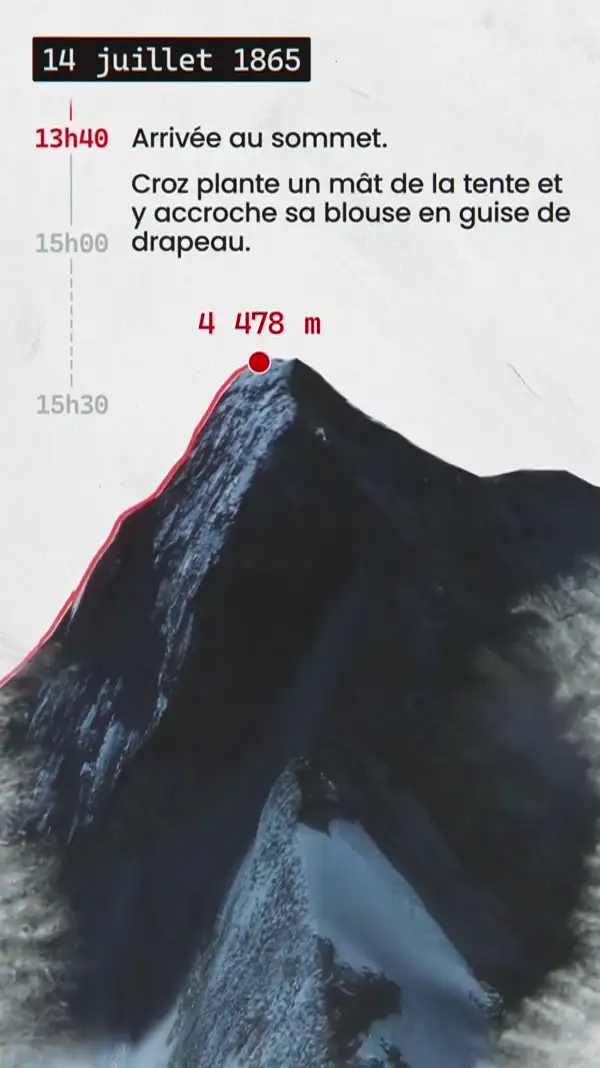 14 juillet 1865
13h40 Arrivée au sommet.
Croz plante un mât de la tente et
y accroche sa blouse en guise de
15h00 drapeau.
4 478 m
15h30